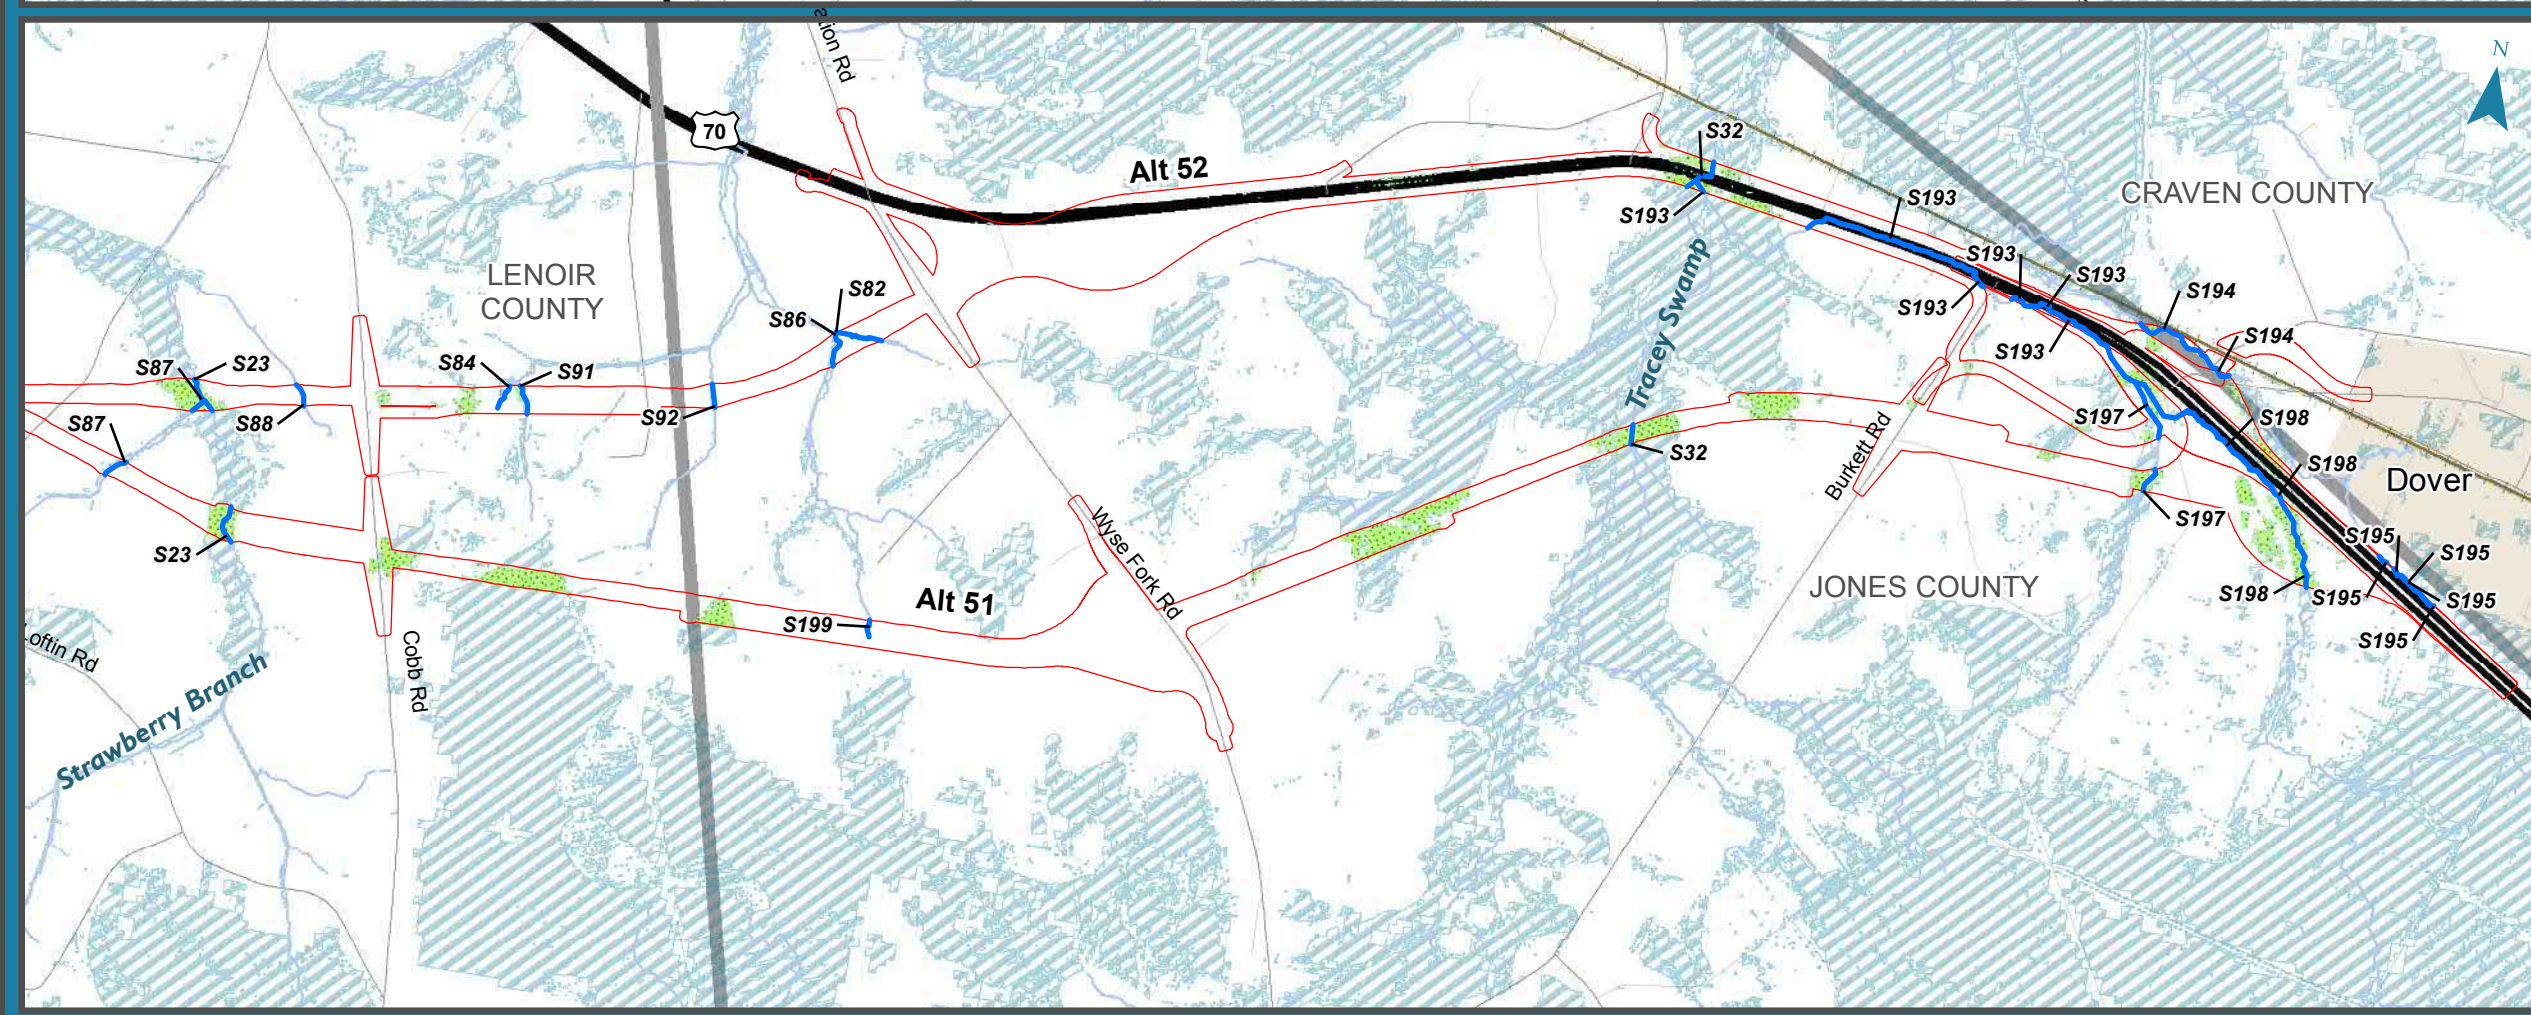 N
70
Alt 52
S32
CRAVEN COUNTY
S193
S193
S193
S193
S193
S193
Tracey Swamp
LENOIR
COUNTY
S82
S86
S194
S194
S87
S23
S84
S91
S88
S92
S87
S197
S198
S32
Burkett Rd
S198
Dover
S197
S23
Wyse Fork Rd
S195
S195
JONES COUNTY
Alt 51
S199
S198
S195
S195
S195
Loftin Rd
Cobb Rd
Strawberry Branch